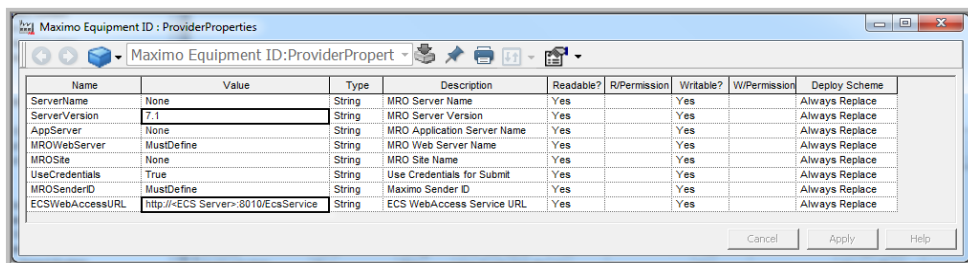 Maximo Equipment ID : ProviderProperties
Maximo Equipment ID:ProviderPropert
Name Value Type Description Readable? R/Permission Writable? W/Permission Deploy Scheme
ServerName None String MRO Server Name Yes Yes Always Replace
ServerVersion 7.1 String MRO Server Version Yes Yes Always Replace
AppServer None String MRO Application Server Name Yes Yes Always Replace
MROWebServer MustDefine String MRO Web Server Name Yes Yes Always Replace
MROSite None String MRO Site Name Yes Yes Always Replace
UseCredentials True String Use Credentials for Submit Yes Yes Always Replace
MROSenderID MustDefine String Maximo Sender ID Yes Yes Always Replace
ECSWebAccessURL http://<ECS Server>:8010/EcsService String ECS WebAccess Service URL Yes Yes Always Replace
Cancel Apply Help